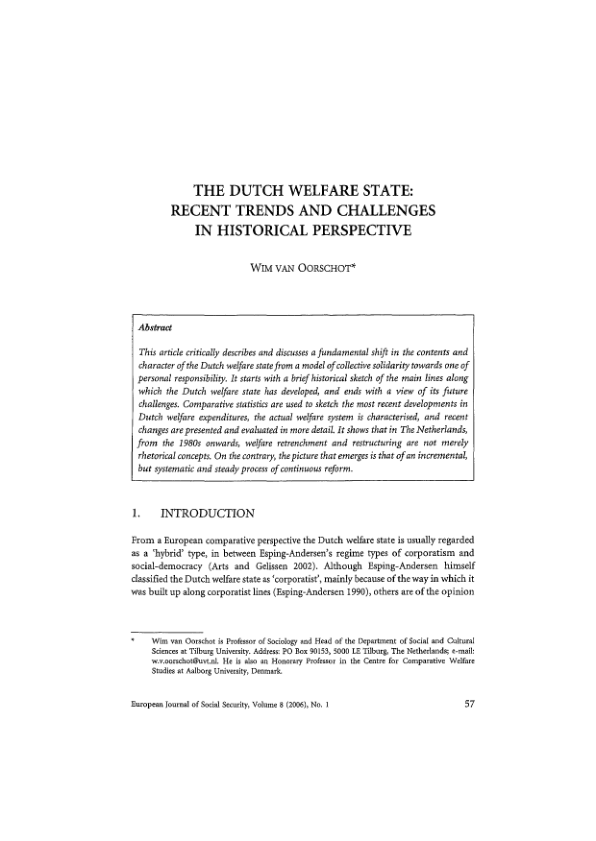 THE DUTCH WELFARE STATE:
RECENT TRENDS AND CHALLENGES
IN HISTORICAL PERSPECTIVE
WIM VAN OORSCHOT*
Abstract
This article critically describes and discusses a fundamental shift in the contents and
character of the Dutch welfare state from a model of collective solidarity towards one of
personal responsibility. It starts with a brief historical sketch of the main lines along
which the Dutch welfare state has developed, and ends with a view of its future
challenges. Comparative statistics are used to sketch the most recent developments in
Dutch welfare expenditures, the actual welfare system is characterised, and recent
changes are presented and evaluated in more detail. It shows that in The Netherlands,
from the 1980s onwards, welfare retrenchment and restructuring are not merely
rhetorical concepts. On the contrary, the picture that emerges is that of an incremental,
but systematic and steady process of continuous reform.
1. INTRODUCTION
From a European comparative perspective the Dutch welfare state is usually regarded
as a 'hybrid' type, in between Esping-Andersen's regime types of corporatism and
social-democracy (Arts and Gelissen 2002). Although Esping-Andersen himself
classified the Dutch welfare state as 'corporatist', mainly because of the way in which it
was built up along corporatist lines (Esping-Andersen 1990), others are of the opinion
* Wim van Oorschot is Professor of Sociology and Head of the Department of Social and Cultural
Sciences at Tilburg University. Address: PO Box 90153, 5000 LE Tilburg, The Netherlands; e-mail:
w.v.oorschot@uvt.nl. He is also an Honorary Professor in the Centre for Comparative Welfare
Studies at Aalborg University, Denmark.
European Journal of Social Security, Volume 8 (2006), No. 1 57